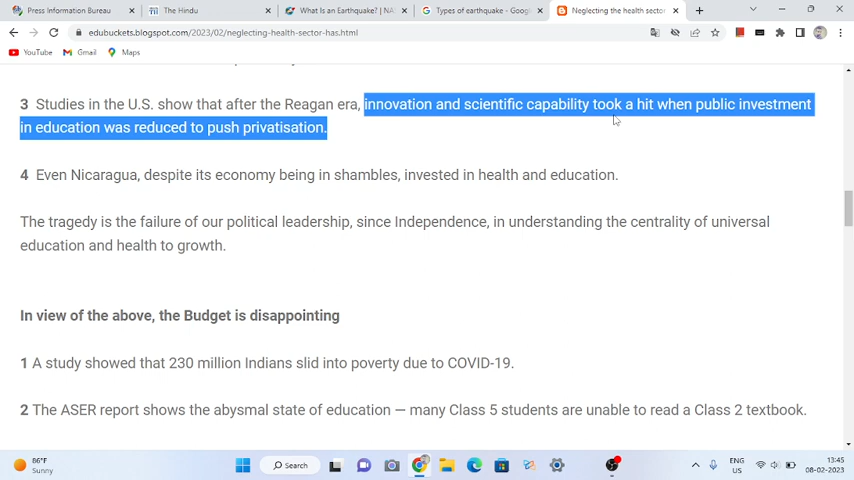 Press Information Bureau
The Hindu
What Is an Earthquake? | NA
Types of earthquake - Googl
Neglecting the health sector
edubuckets.blogspot.com/2023/02/neglecting-health-sector-has.html
YouTube
Gmail
Maps
3 Studies in the U.S. show that after the Reagan era, innovation and scientific capability took a hit when public investment
in education was reduced to push privatisation.
4 Even Nicaragua, despite its economy being in shambles, invested in health and education.
The tragedy is the failure of our political leadership, since Independence, in understanding the centrality of universal
education and health to growth.
In view of the above, the Budget is disappointing
1 A study showed that 230 million Indians slid into poverty due to COVID-19.
2 The ASER report shows the abysmal state of education — many Class 5 students are unable to read a Class 2 textbook.
86°F
Sunny
Search
ENG
US
13:45
08-02-2023